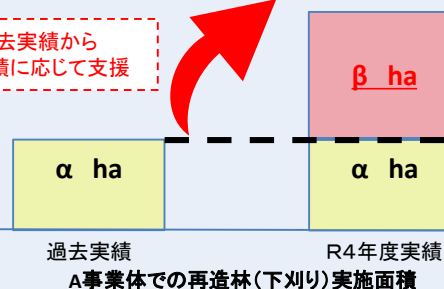 去実績から
に応じて支援
β ha
α ha
α ha
過去実績
R4年度実績
A事業体での再造林(下刈り)実施面積